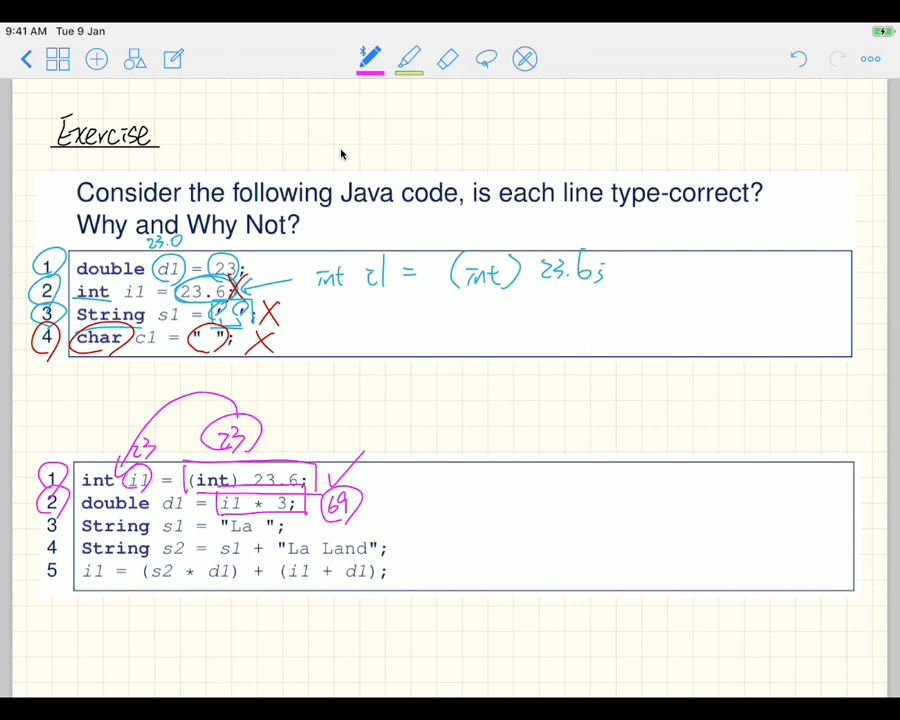 9:41 AM Tue 9 Jan
Exercise
Consider the following Java code, is each line type-correct?
Why and Why Not?
23.0
1 double d1 = 23;
2 int i1 = 23.6;
int i1 = (int) 23.6;
3 String s1 = ' ';
4 char c1 = " ";
23
23
1 int i1 = (int) 23.6;
2 double d1 = i1 * 3; 69
3 String s1 = "La ";
4 String s2 = s1 + "La Land";
5 i1 = (s2 * d1) + (i1 + d1);